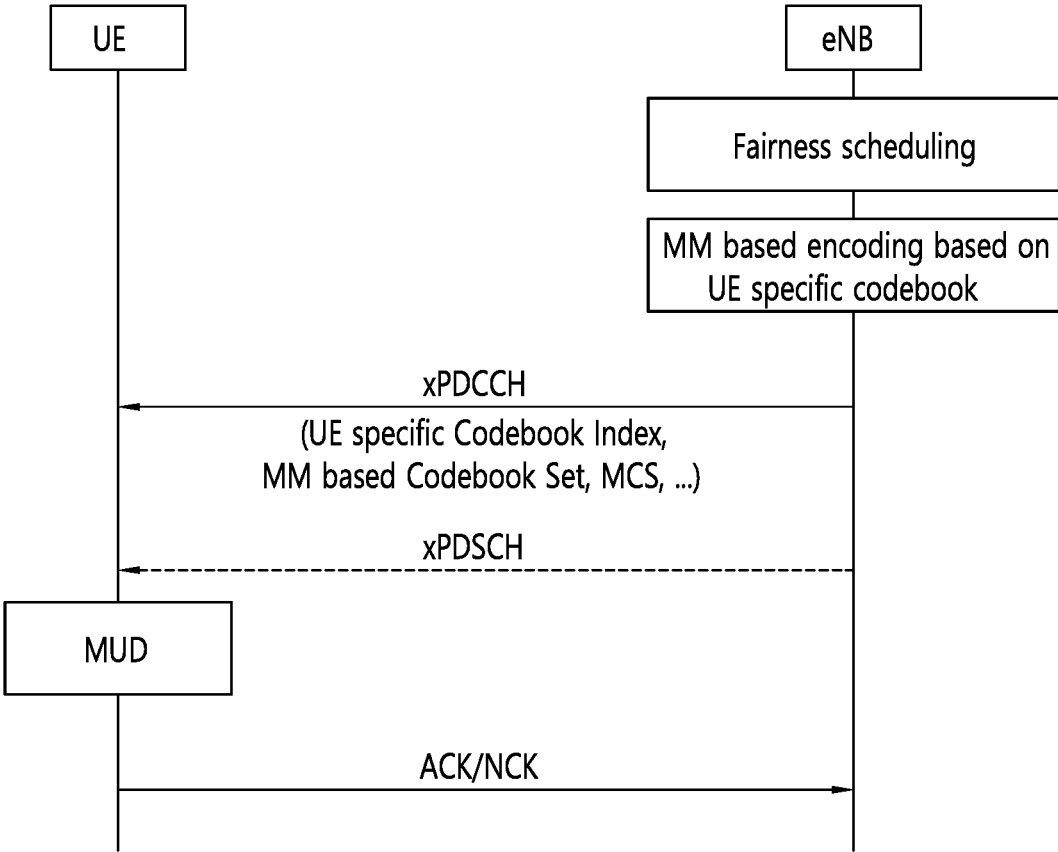 UE
eNB
Fairness scheduling
MM based encoding based on
UE specific codebook
xPDCCH
(UE specific Codebook Index,
MM based Codebook Set, MCS, ...)
xPDSCH
MUD
ACK/NCK